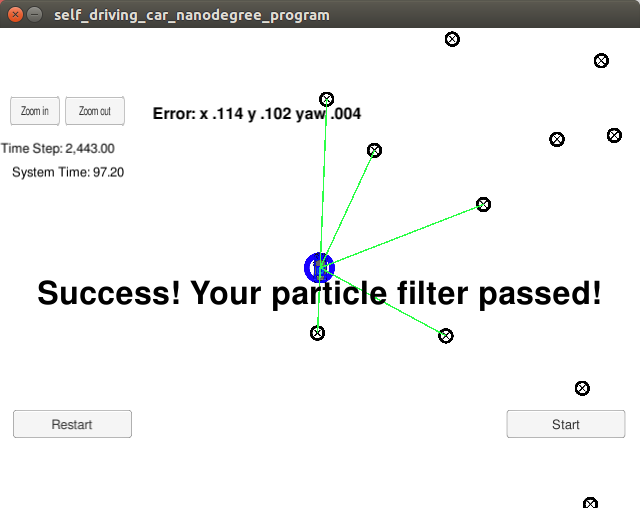 self_driving_car_nanodegree_program
Zoom in Zoom out Error: x .114 y .102 yaw .004
Time Step: 2,443.00
System Time: 97.20
Success! Your particle filter passed!
Restart Start